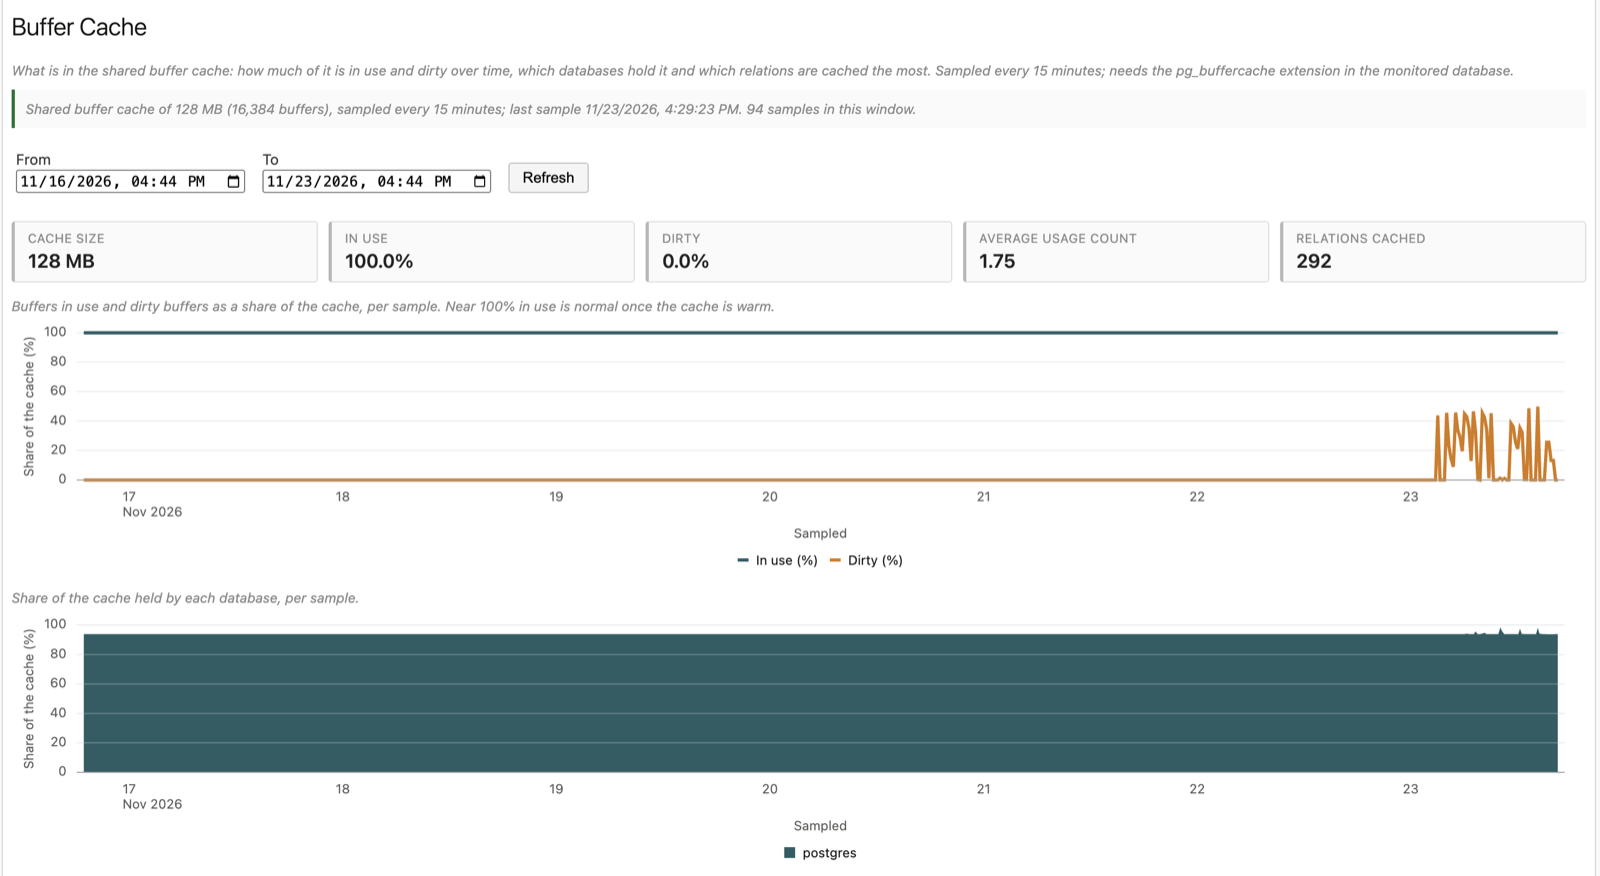 Buffer Cache
What is in the shared buffer cache: how much of it is in use and dirty over time, which databases hold it and which relations are cached the most. Sampled every 15 minutes; needs the pg_buffercache extension in the monitored database.
Shared buffer cache of 128 MB (16,384 buffers), sampled every 15 minutes; last sample 11/23/2026, 4:29:23 PM. 94 samples in this window.
From To
11/16/2026, 04:44 PM 11/23/2026, 04:44 PM Refresh
CACHE SIZE IN USE DIRTY AVERAGE USAGE COUNT RELATIONS CACHED
128 MB 100.0% 0.0% 1.75 292
Buffers in use and dirty buffers as a share of the cache, per sample. Near 100% in use is normal once the cache is warm.
Share of the cache (%)
100
80
60
40
20
0
17 18 19 20 21 22 23
Nov 2026
Sampled
In use (%) Dirty (%)
Share of the cache held by each database, per sample.
Share of the cache (%)
100
80
60
40
20
0
17 18 19 20 21 22 23
Nov 2026
Sampled
postgres